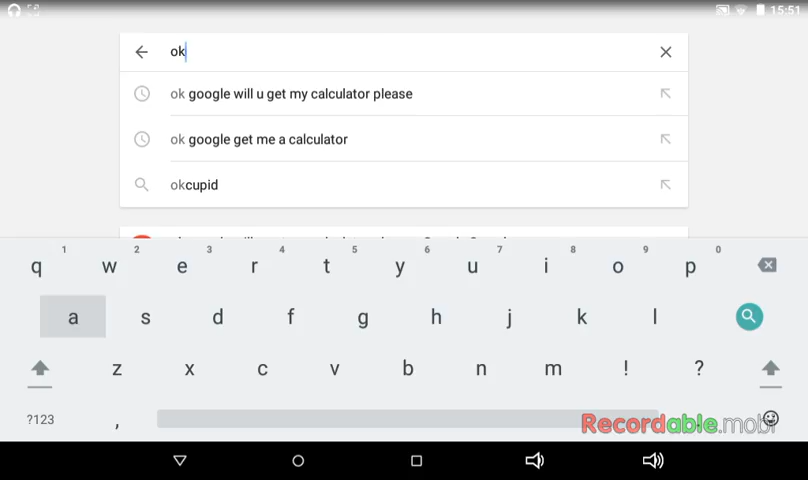 15:51
ok
ok google will u get my calculator please
ok google get me a calculator
okcupid
1 2 3 4 5 6 7 8 9 0
q w e r t y u i o p
a s d f g h j k l
z x c v b n m ! ?
?123 , .
Recordable.mobi